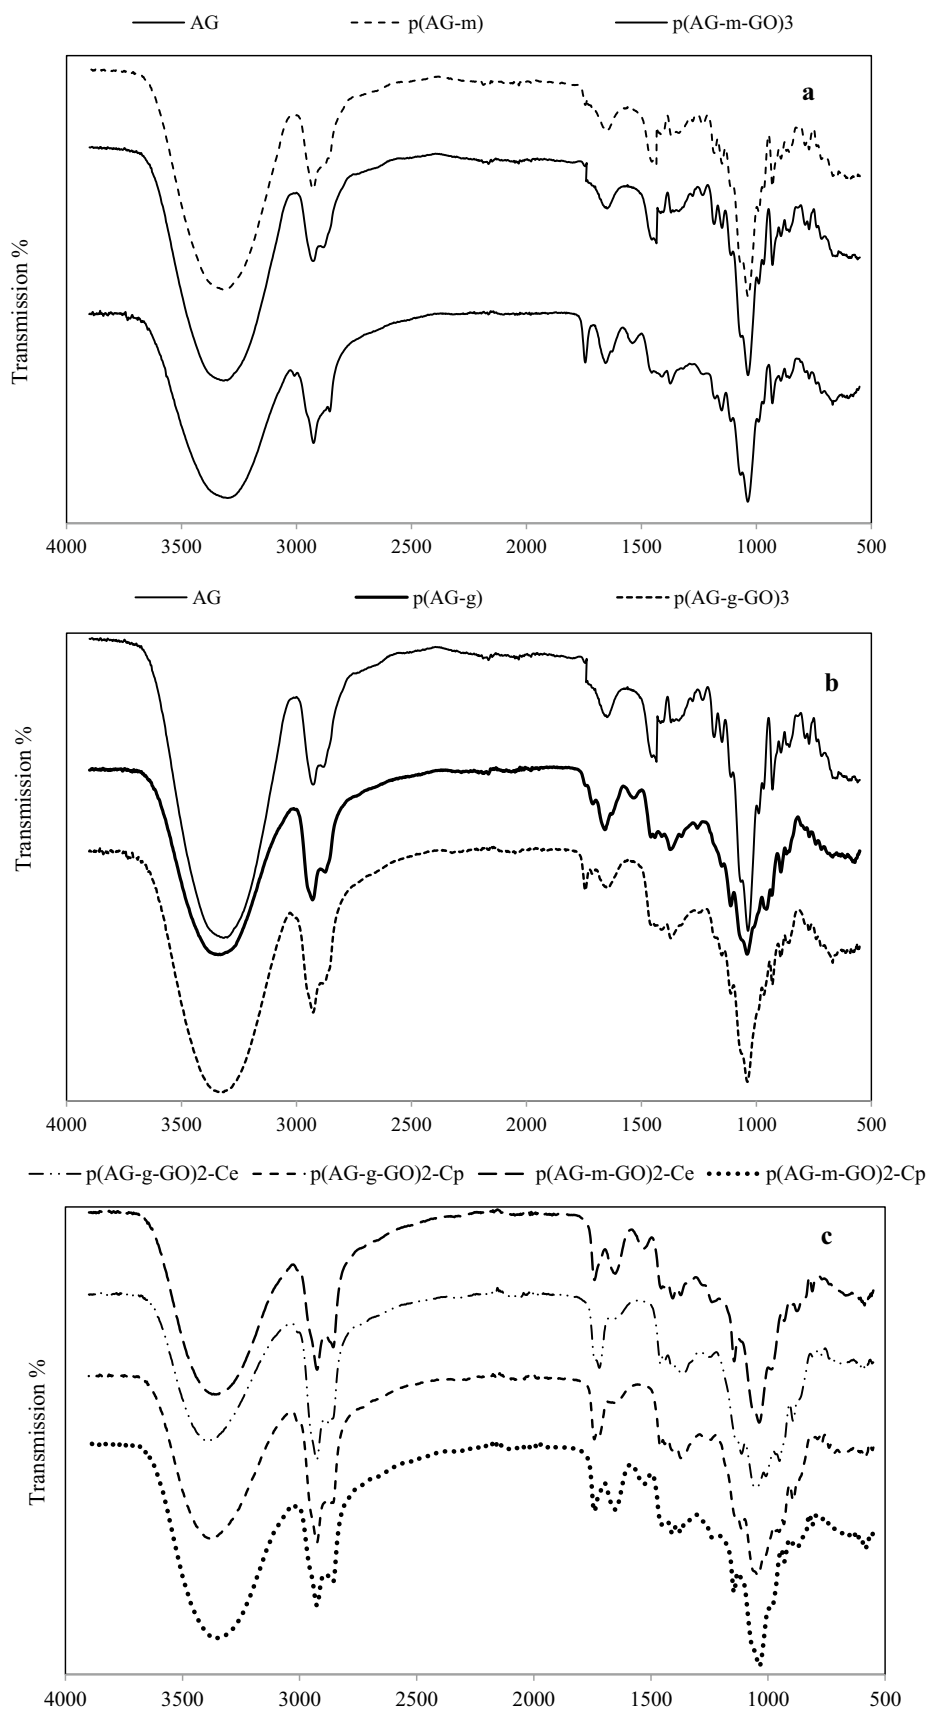 AG p(AG-m) p(AG-m-GO)3
a
Transmission %
4000 3500 3000 2500 2000 1500 1000 500
AG p(AG-g) p(AG-g-GO)3
b
Transmission %
4000 3500 3000 2500 2000 1500 1000 500
p(AG-g-GO)2-Ce p(AG-g-GO)2-Cp p(AG-m-GO)2-Ce p(AG-m-GO)2-Cp
c
Transmission %
4000 3500 3000 2500 2000 1500 1000 500